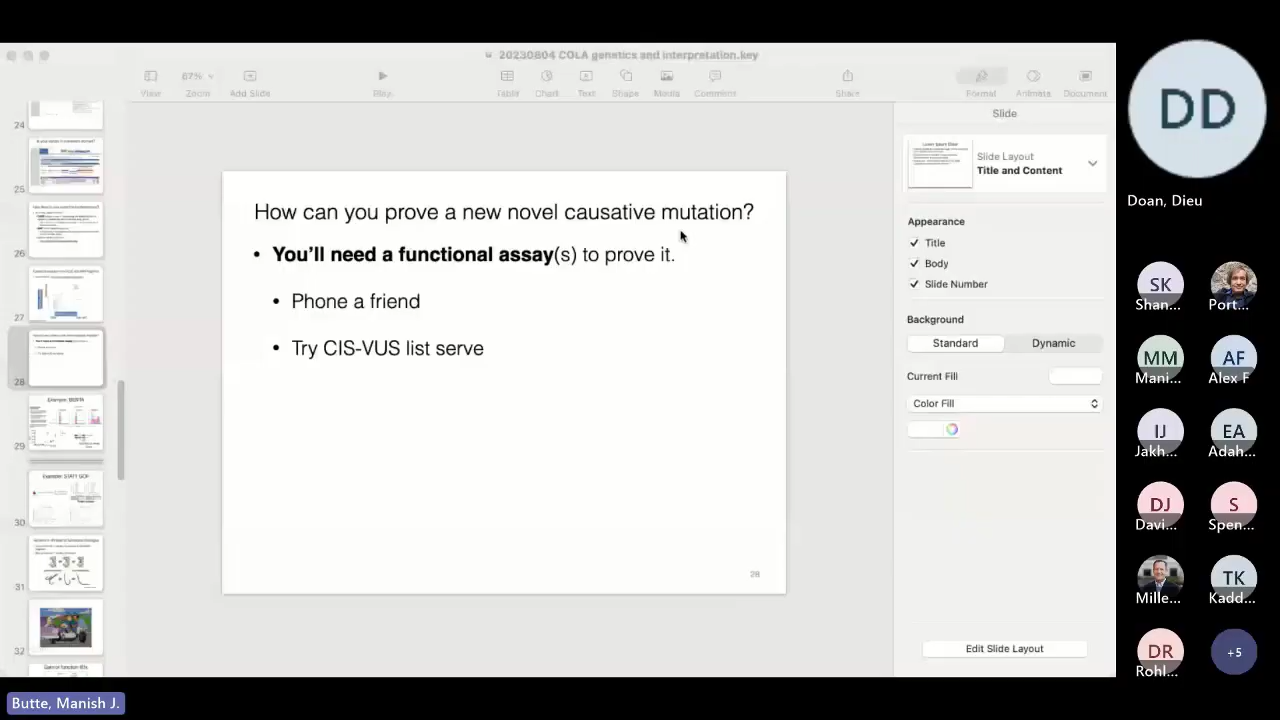 20230804 COLA genetics and interpretation.key
67%
View
Zoom
Add Slide
Play
Table
Chart
Text
Shape
Media
Comment
Share
Format
Animate
Document
24
25
26
27
28
29
30
31
32
Example: STAT1 GOF
How can you prove a new novel causative mutation?
• You'll need a functional assay(s) to prove it.
• Phone a friend
• Try CIS-VUS list serve
28
Slide
Slide Layout
Title and Content
Appearance
Title
Body
Slide Number
Background
Standard
Dynamic
Current Fill
Color Fill
Edit Slide Layout
DD
Doan, Dieu
SK
Shan...
Port...
MM
Mani...
AF
Alex F
IJ
Jakh...
EA
Adah...
DJ
Davi...
S
Spen...
Mille...
TK
Kadd...
DR
Rohl...
+5
Butte, Manish J.